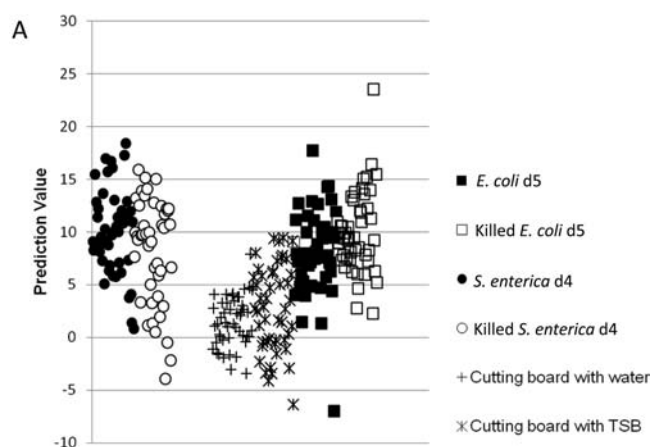 A
30
25
20
15
10
5
0
-5
-10
Prediction Value
E. coli d5
Killed E. coli d5
S. enterica d4
Killed S. enterica d4
Cutting board with water
Cutting board with TSB